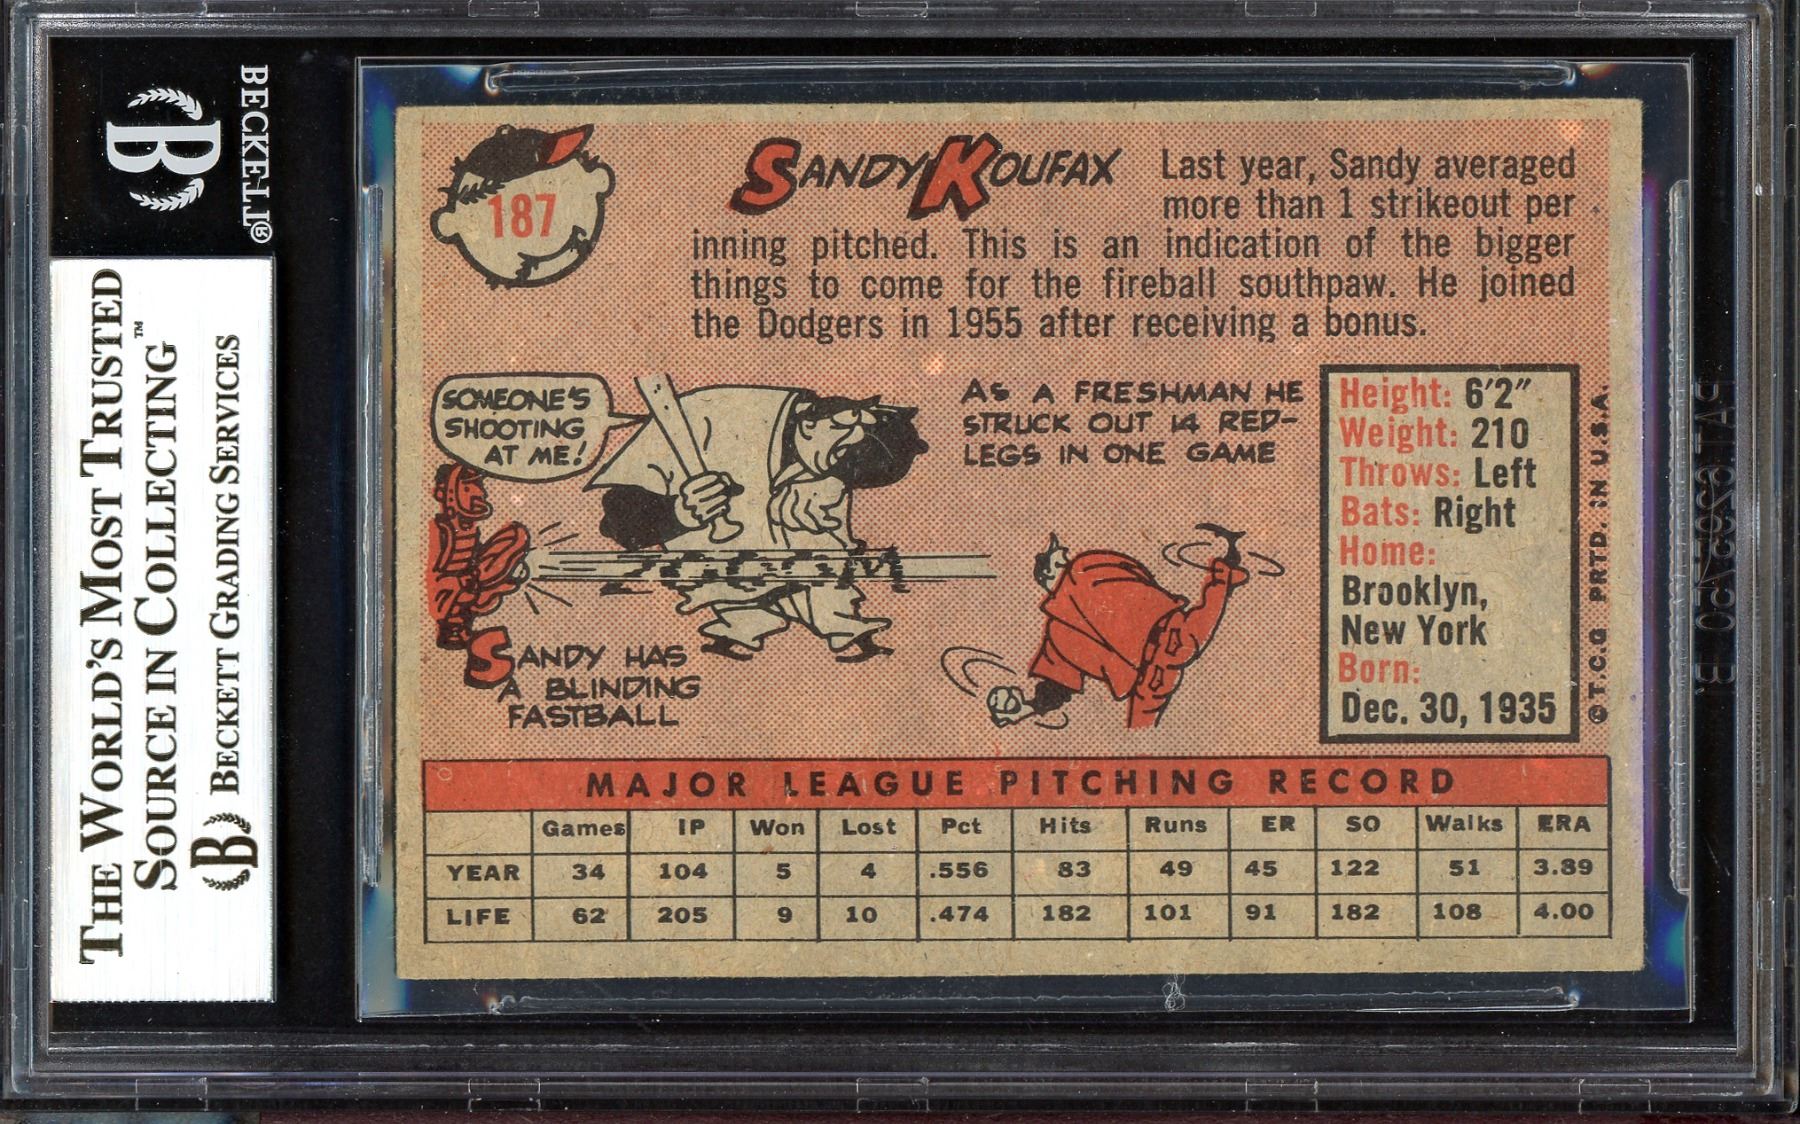 BECKETT®
THE WORLD'S MOST TRUSTED
SOURCE IN COLLECTING™
BECKETT GRADING SERVICES
187
SANDY KOUFAX
Last year, Sandy averaged
more than 1 strikeout per
inning pitched. This is an indication of the bigger
things to come for the fireball southpaw. He joined
the Dodgers in 1955 after receiving a bonus.
SOMEONE'S
SHOOTING
AT ME!
SANDY HAS
A BLINDING
FASTBALL
AS A FRESHMAN HE
STRUCK OUT 14 RED-
LEGS IN ONE GAME
Height: 6'2"
Weight: 210
Throws: Left
Bats: Right
Home:
Brooklyn,
New York
Born:
Dec. 30, 1935
© T.C.G. PRTD. IN U.S.A.
MAJOR LEAGUE PITCHING RECORD
Games IP Won Lost Pct Hits Runs ER SO Walks ERA
YEAR 34 104 5 4 .556 83 49 45 122 51 3.89
LIFE 62 205 9 10 .474 182 101 91 182 108 4.00